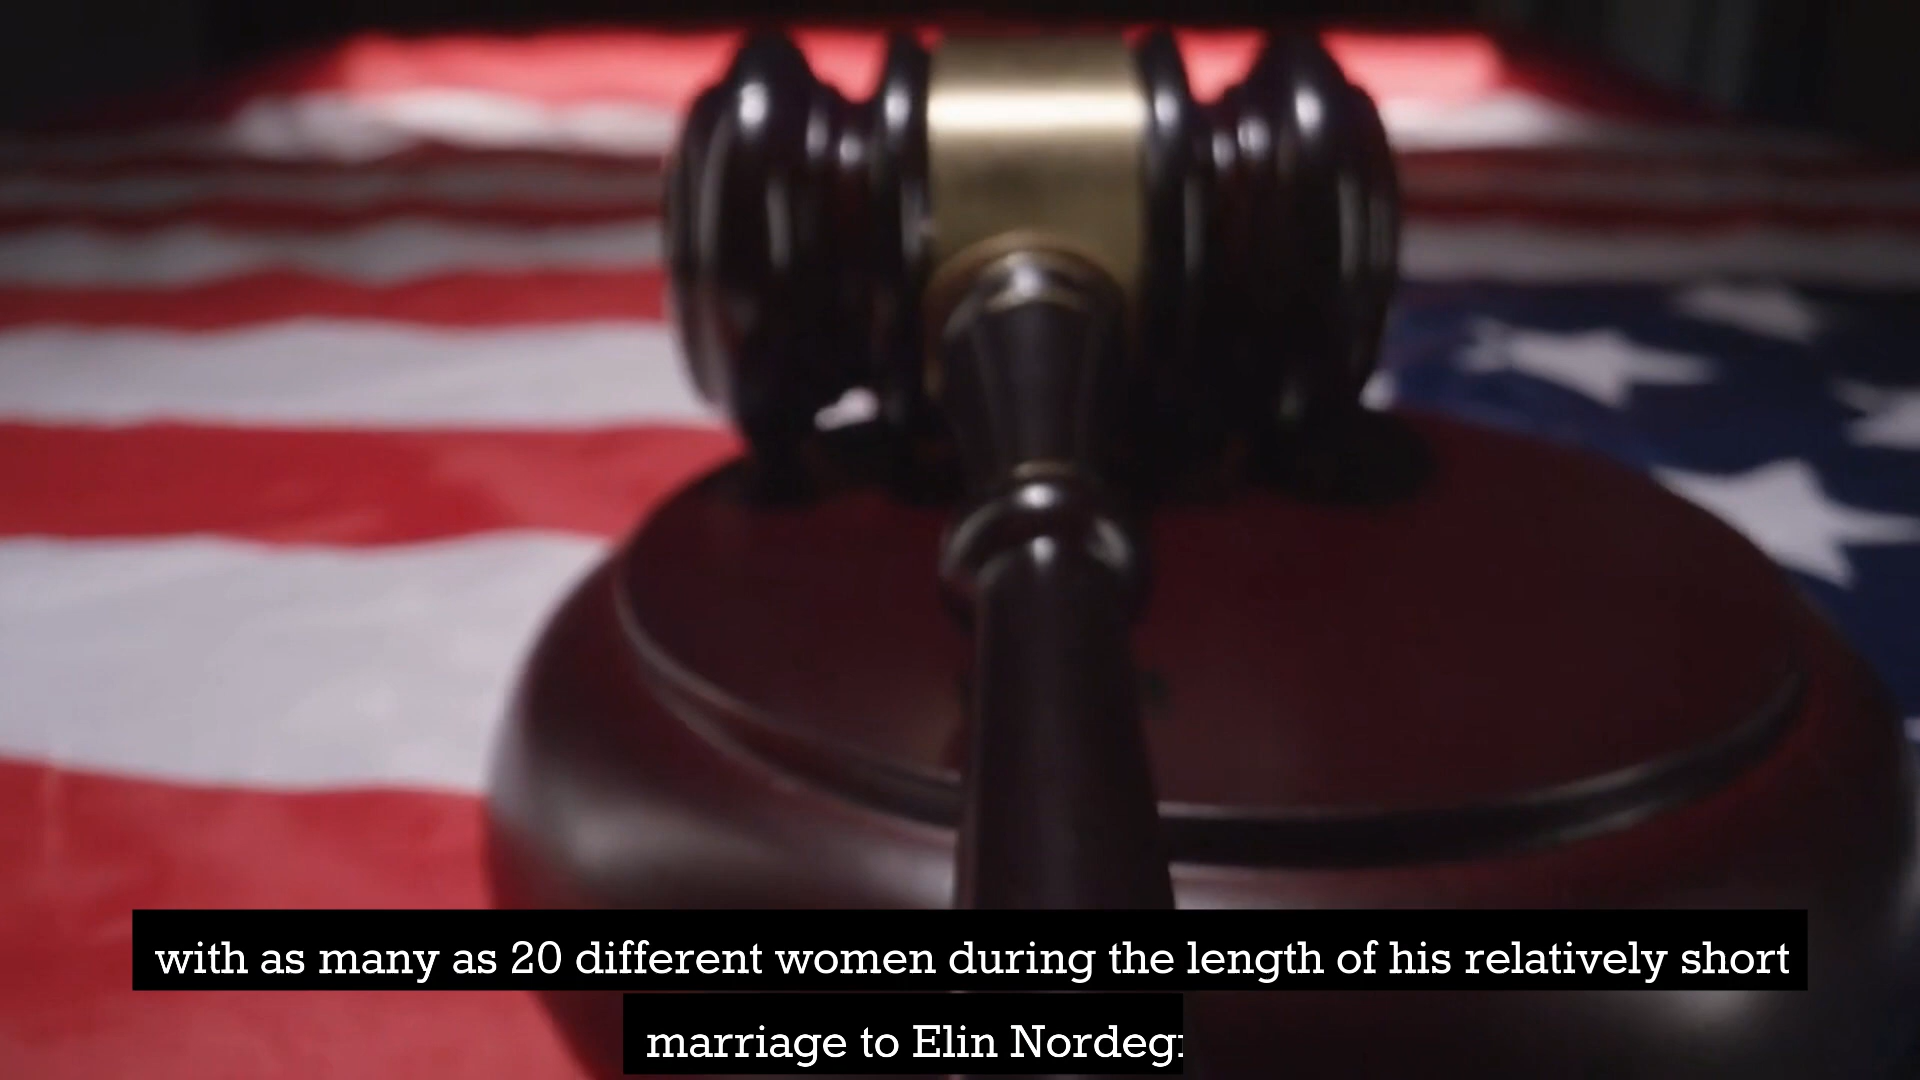 with as many as 20 different women during the length of his relatively short
marriage to Elin Nordeg